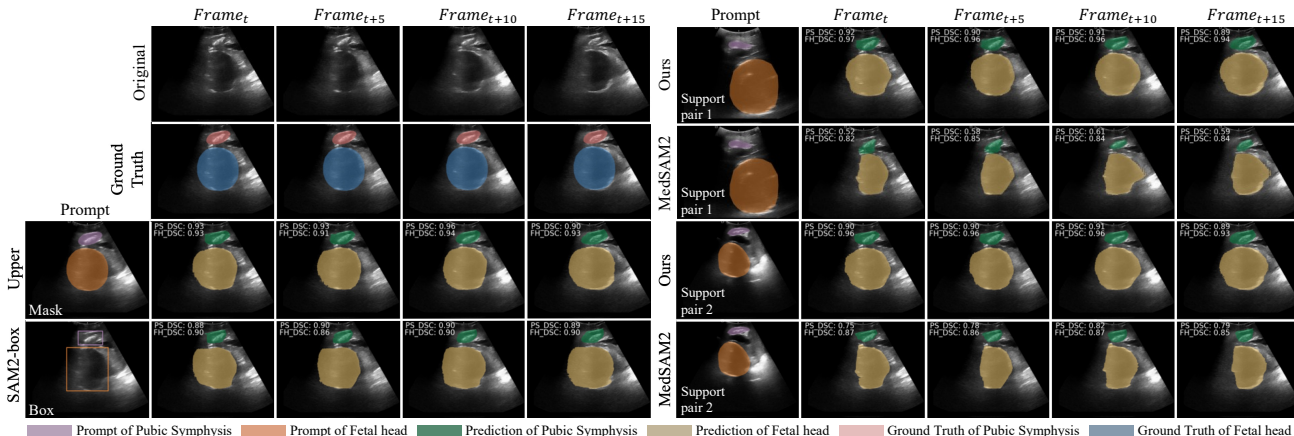 Frame_t Frame_{t+5} Frame_{t+10} Frame_{t+15}
Original
Ground Truth
Prompt
Upper
Mask
PS_DSC: 0.93
FH_DSC: 0.93
PS_DSC: 0.93
FH_DSC: 0.91
PS_DSC: 0.96
FH_DSC: 0.94
PS_DSC: 0.90
FH_DSC: 0.93
SAM2-box
Box
PS_DSC: 0.88
FH_DSC: 0.90
PS_DSC: 0.90
FH_DSC: 0.86
PS_DSC: 0.90
FH_DSC: 0.90
PS_DSC: 0.89
FH_DSC: 0.90
Prompt Frame_t Frame_{t+5} Frame_{t+10} Frame_{t+15}
Ours
Support
pair 1
PS_DSC: 0.92
FH_DSC: 0.97
PS_DSC: 0.90
FH_DSC: 0.96
PS_DSC: 0.91
FH_DSC: 0.96
PS_DSC: 0.89
FH_DSC: 0.94
MedSAM2
Support
pair 1
PS_DSC: 0.52
FH_DSC: 0.82
PS_DSC: 0.58
FH_DSC: 0.85
PS_DSC: 0.61
FH_DSC: 0.84
PS_DSC: 0.59
FH_DSC: 0.84
Ours
Support
pair 2
PS_DSC: 0.90
FH_DSC: 0.96
PS_DSC: 0.90
FH_DSC: 0.96
PS_DSC: 0.91
FH_DSC: 0.96
PS_DSC: 0.89
FH_DSC: 0.93
MedSAM2
Support
pair 2
PS_DSC: 0.75
FH_DSC: 0.87
PS_DSC: 0.78
FH_DSC: 0.86
PS_DSC: 0.82
FH_DSC: 0.87
PS_DSC: 0.79
FH_DSC: 0.85
Prompt of Pubic Symphysis Prompt of Fetal head Prediction of Pubic Symphysis Prediction of Fetal head Ground Truth of Pubic Symphysis Ground Truth of Fetal head